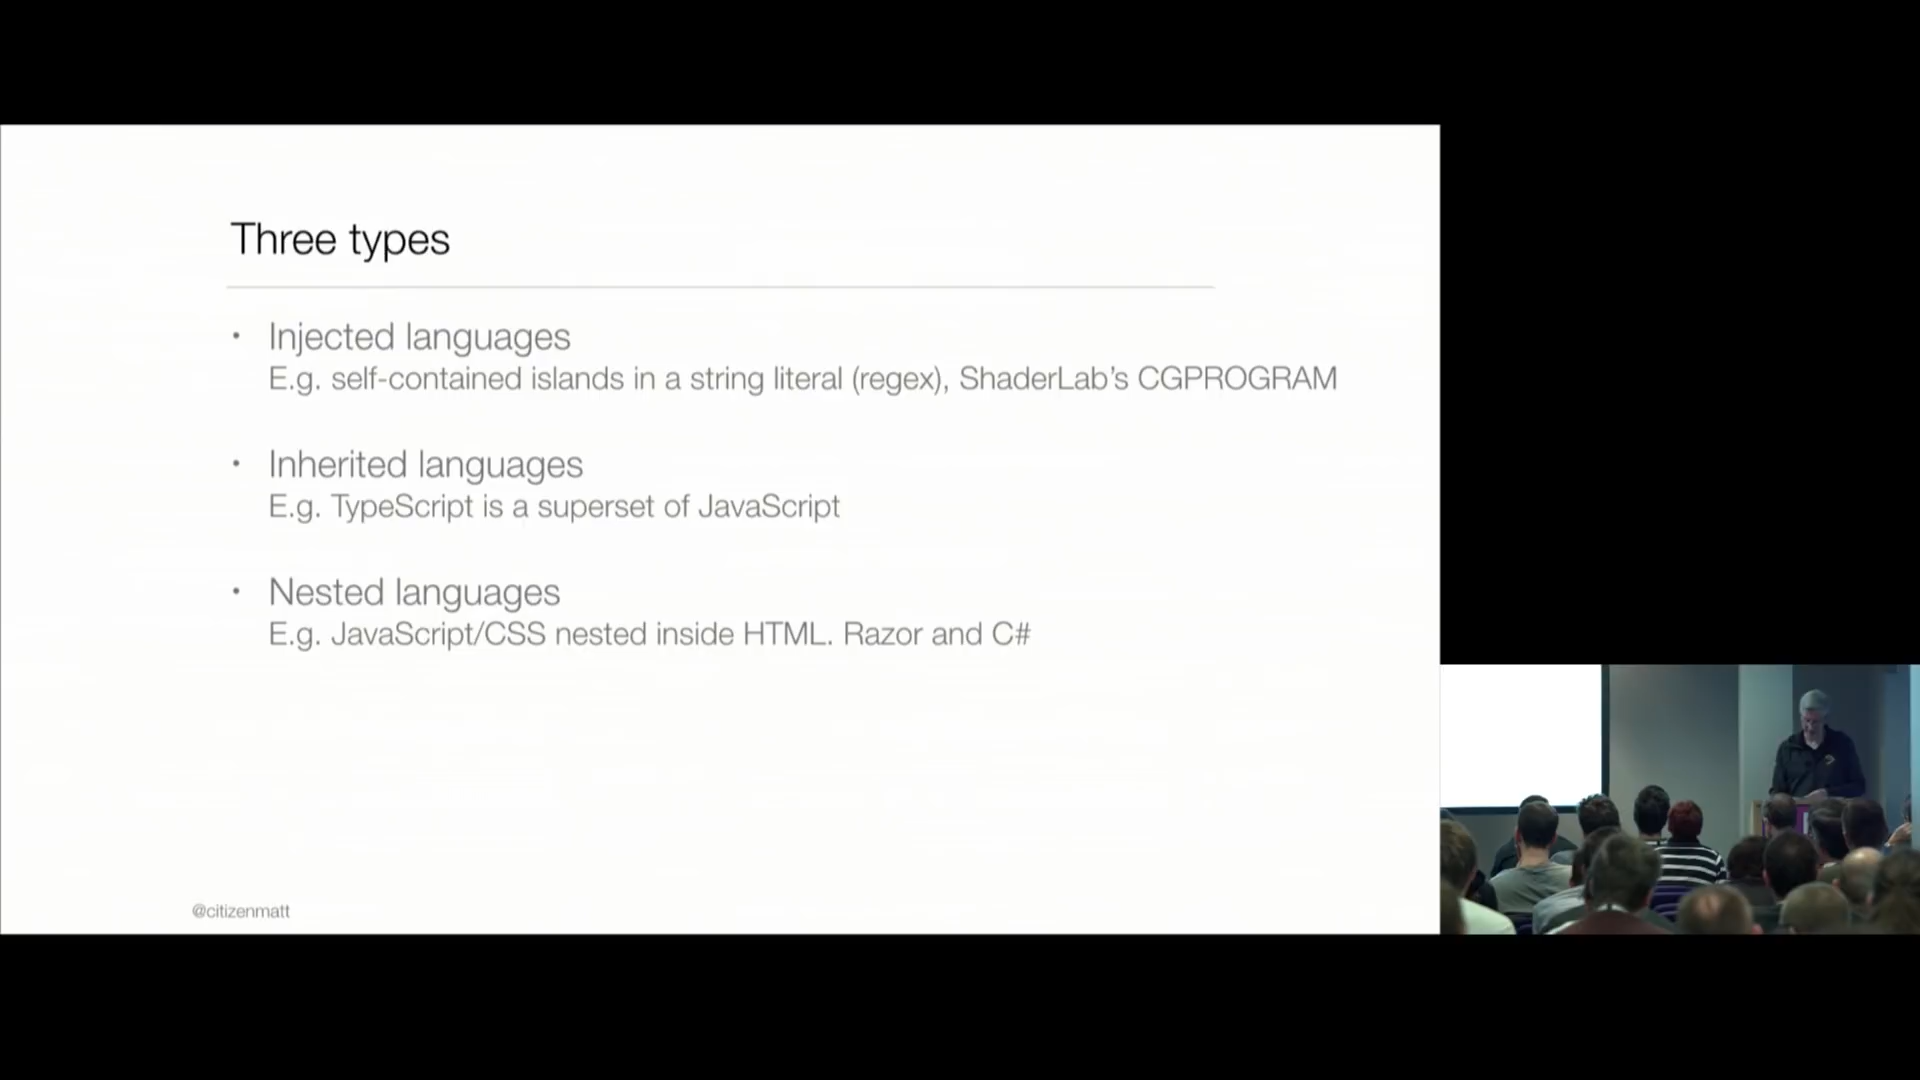 Three types
• Injected languages
E.g. self-contained islands in a string literal (regex), ShaderLab’s CGPROGRAM
• Inherited languages
E.g. TypeScript is a superset of JavaScript
• Nested languages
E.g. JavaScript/CSS nested inside HTML. Razor and C#
@citizenmatt